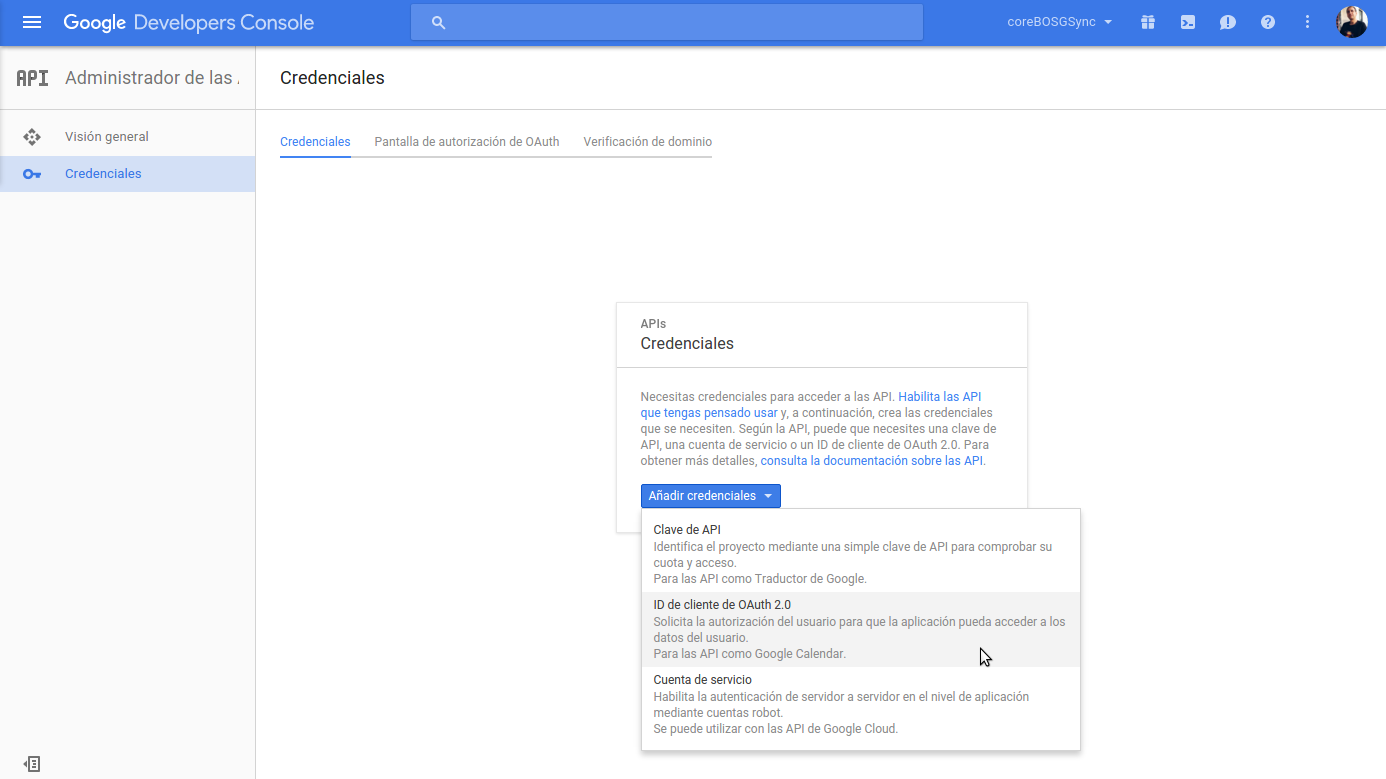 Google Developers Console
coreBOSGSync
API
Administrador de las
Credenciales
Visión general
Credenciales
Credenciales
Pantalla de autorización de OAuth
Verificación de dominio
APIs
Credenciales
Necesitas credenciales para acceder a las API. Habilita las API
que tengas pensado usar y, a continuación, crea las credenciales
que se necesiten. Según la API, puede que necesites una clave de
API, una cuenta de servicio o un ID de cliente de OAuth 2.0. Para
obtener más detalles, consulta la documentación sobre las API.
Añadir credenciales
Clave de API
Identifica el proyecto mediante una simple clave de API para comprobar su
cuota y acceso.
Para las API como Traductor de Google.
ID de cliente de OAuth 2.0
Solicita la autorización del usuario para que la aplicación pueda acceder a los
datos del usuario.
Para las API como Google Calendar.
Cuenta de servicio
Habilita la autenticación de servidor a servidor en el nivel de aplicación
mediante cuentas robot.
Se puede utilizar con las API de Google Cloud.